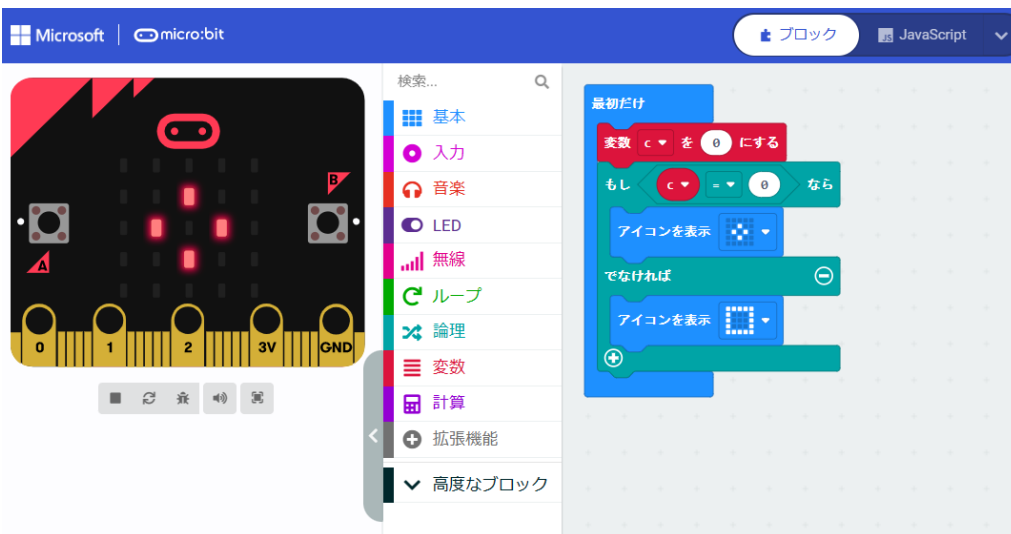 Microsoft micro:bit ブロック JS JavaScript
B
A
0 1 2 3V GND
検索...
基本
入力
音楽
LED
無線
ループ
論理
変数
計算
拡張機能
高度なブロック
最初だけ
変数 c を 0 にする
もし c = 0 なら
アイコンを表示
でなければ
アイコンを表示